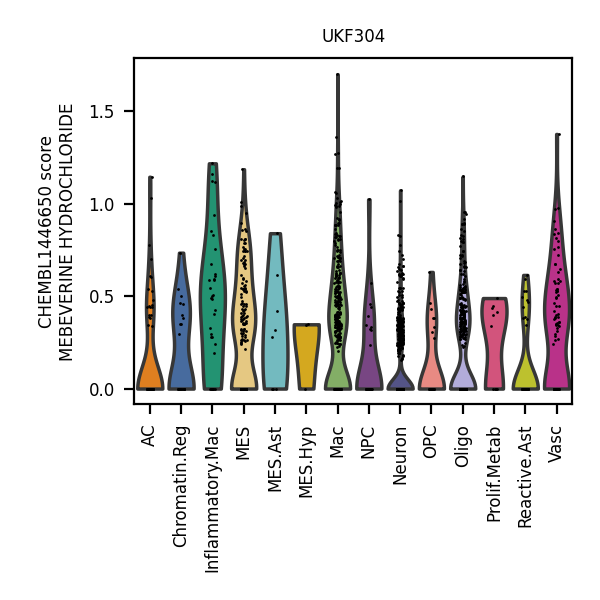 UKF304
CHEMBL1446650 score
MEBEVERINE HYDROCHLORIDE
1.5
1.0
0.5
0.0
AC
Chromatin.Reg
Inflammatory.Mac
MES
MES.Ast
MES.Hyp
Mac
NPC
Neuron
OPC
Oligo
Prolif.Metab
Reactive.Ast
Vasc